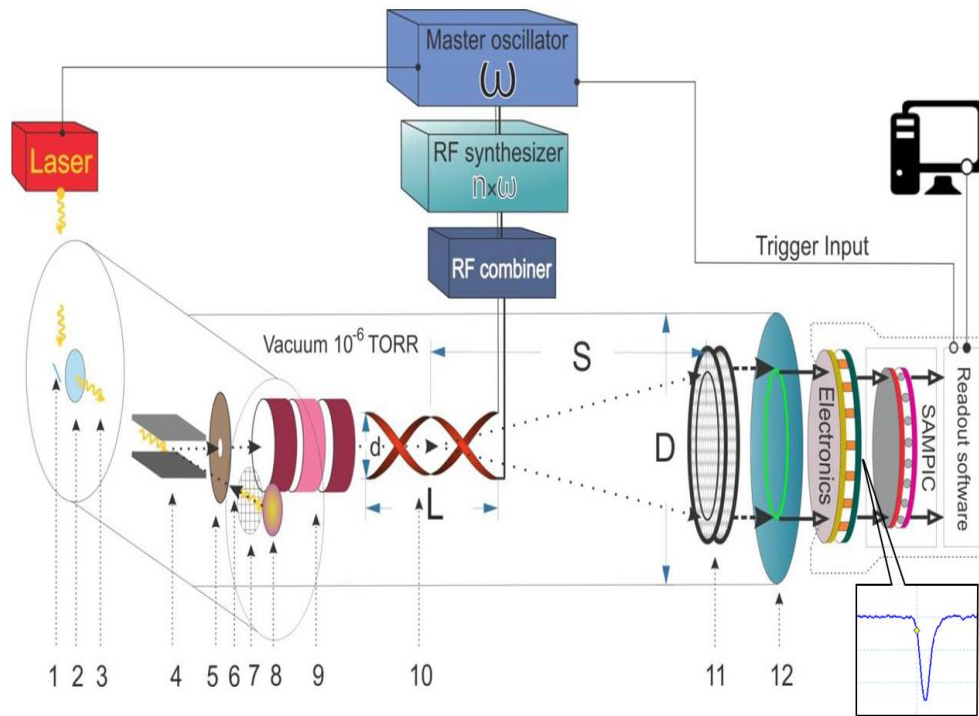 Master oscillator
ω
Laser
RF synthesizer
n×ω
RF combiner
Trigger Input
Vacuum 10⁻⁶ TORR
S
d
L
D
Electronics
SAMPIC
Readout software
1 2 3 4 5 6 7 8 9 10 11 12